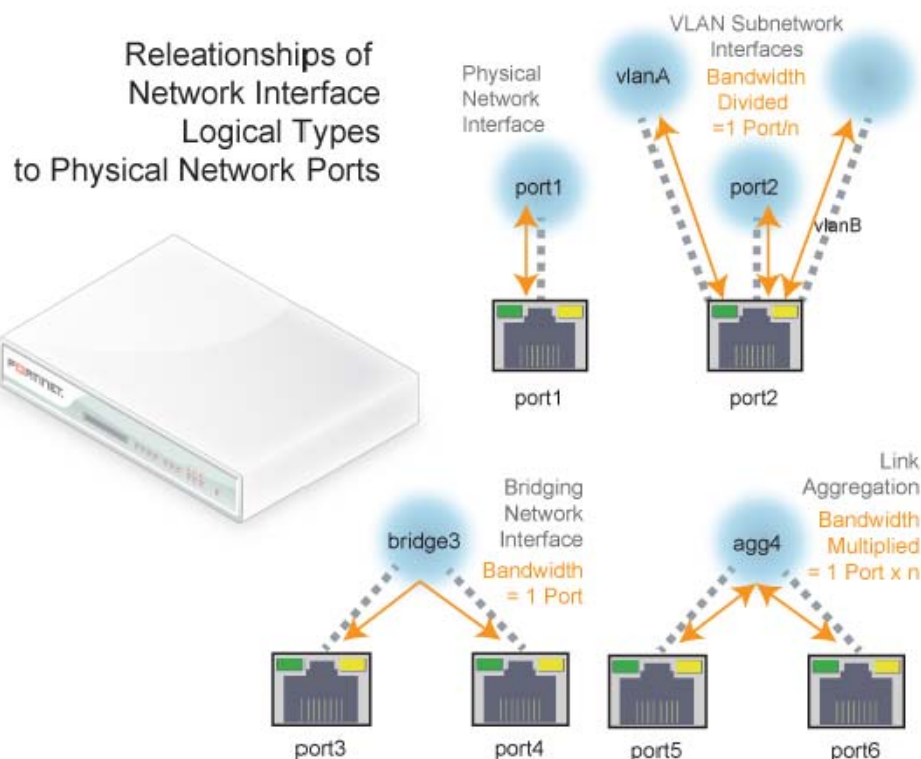 Releationships of
Network Interface
Logical Types
to Physical Network Ports
FORTINET
Physical
Network
Interface
port1
port1
VLAN Subnetwork
Interfaces
Bandwidth
Divided
=1 Port/n
vlanA
port2
vlanB
port2
Bridging
Network
Interface
Bandwidth
= 1 Port
bridge3
port3
port4
Link
Aggregation
Bandwidth
Multiplied
= 1 Port x n
agg4
port5
port6